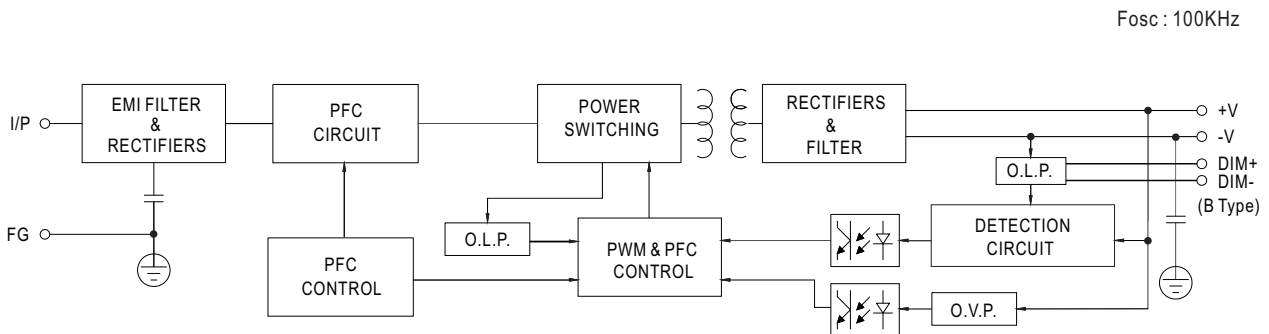 Fosc : 100KHz
I/P
EMI FILTER
&
RECTIFIERS
PFC
CIRCUIT
POWER
SWITCHING
RECTIFIERS
&
FILTER
+V
-V
O.L.P.
DIM+
DIM-
(B Type)
FG
PFC
CONTROL
O.L.P.
PWM & PFC
CONTROL
DETECTION
CIRCUIT
O.V.P.